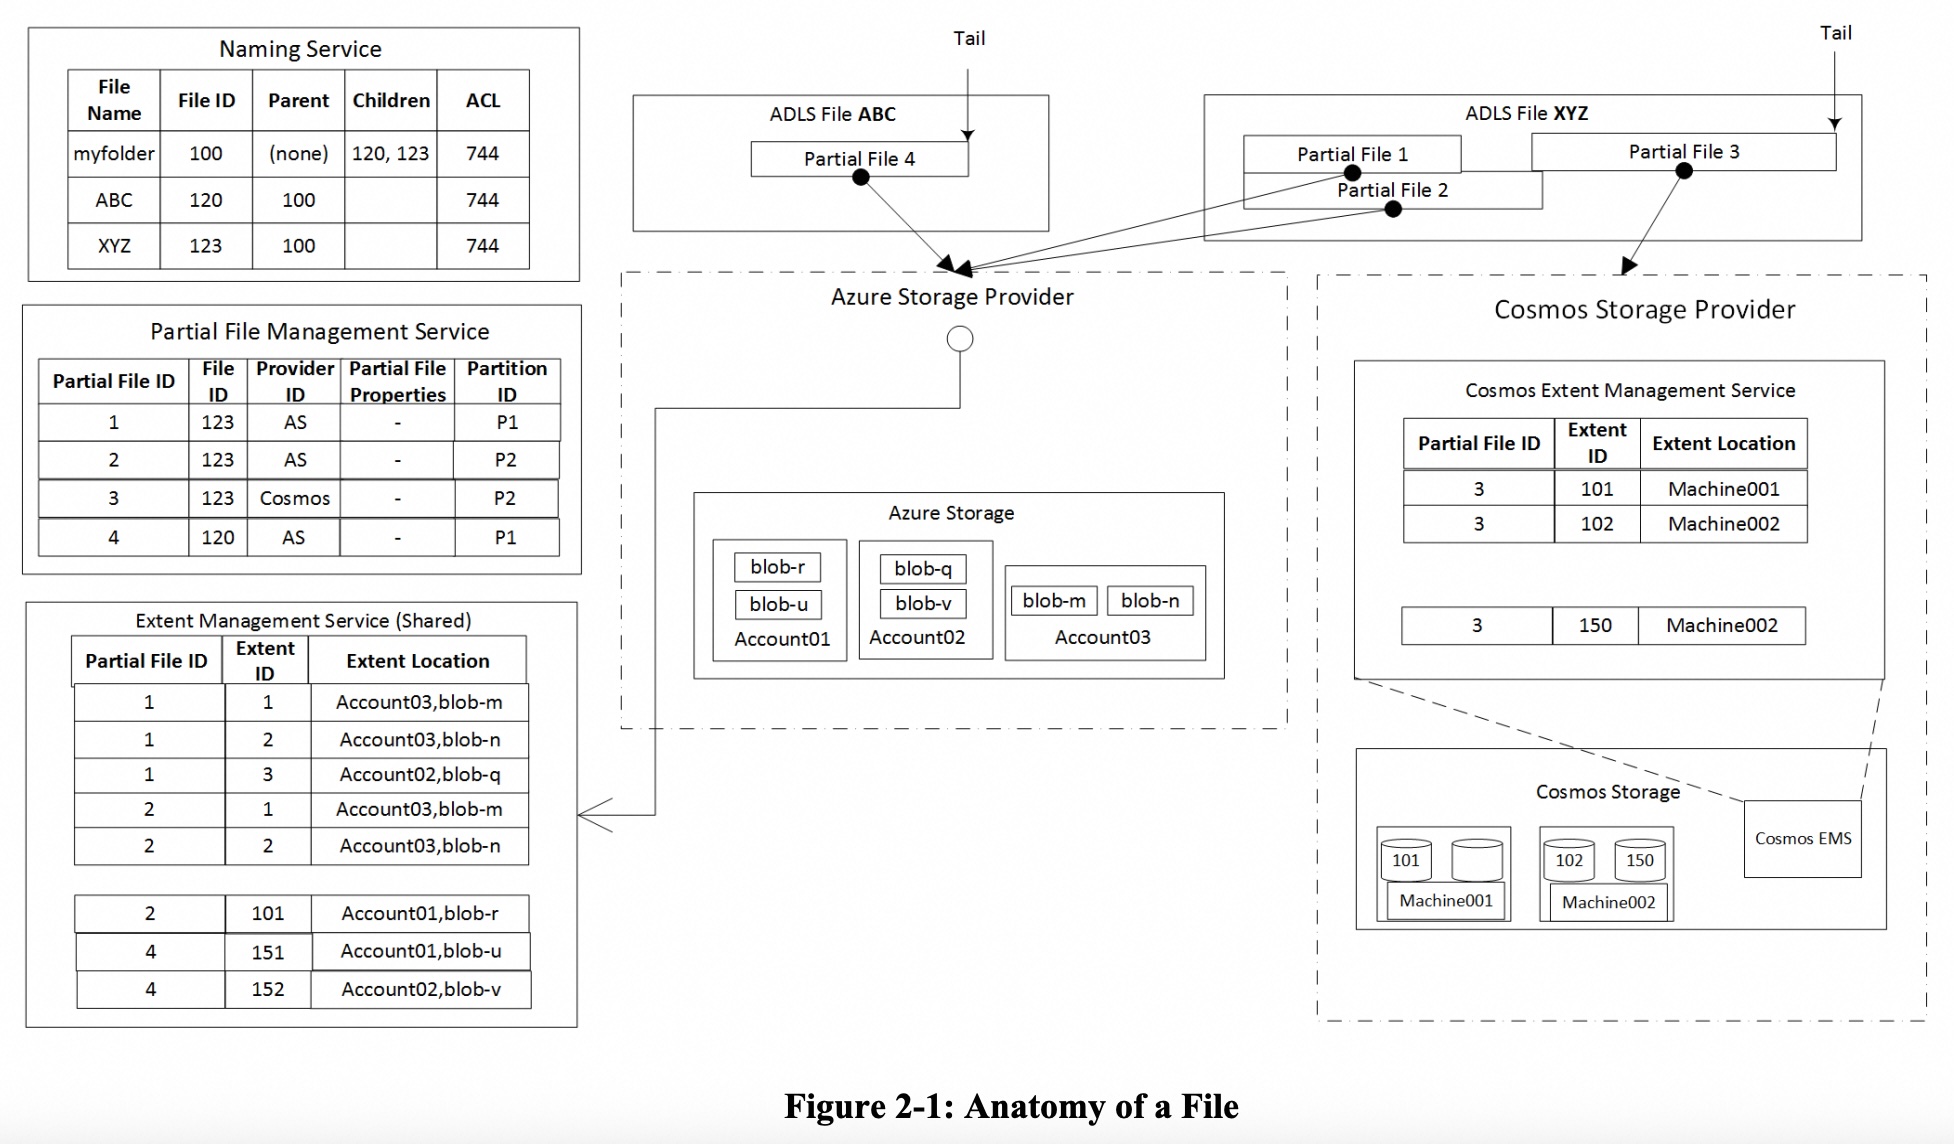 Naming Service
File Name File ID Parent Children ACL
myfolder 100 (none) 120, 123 744
ABC 120 100 744
XYZ 123 100 744
Partial File Management Service
Partial File ID File ID Provider ID Partial File Properties Partition ID
1 123 AS - P1
2 123 AS - P2
3 123 Cosmos - P2
4 120 AS - P1
Extent Management Service (Shared)
Partial File ID Extent ID Extent Location
1 1 Account03,blob-m
1 2 Account03,blob-n
1 3 Account02,blob-q
2 1 Account03,blob-m
2 2 Account03,blob-n
2 101 Account01,blob-r
4 151 Account01,blob-u
4 152 Account02,blob-v
Tail
ADLS File ABC
Partial File 4
Tail
ADLS File XYZ
Partial File 1
Partial File 3
Partial File 2
Azure Storage Provider
Azure Storage
blob-r
blob-u
Account01
blob-q
blob-v
Account02
blob-m blob-n
Account03
Cosmos Storage Provider
Cosmos Extent Management Service
Partial File ID Extent ID Extent Location
3 101 Machine001
3 102 Machine002
3 150 Machine002
Cosmos Storage
101
Machine001
102 150
Machine002
Cosmos EMS
Figure 2-1: Anatomy of a File